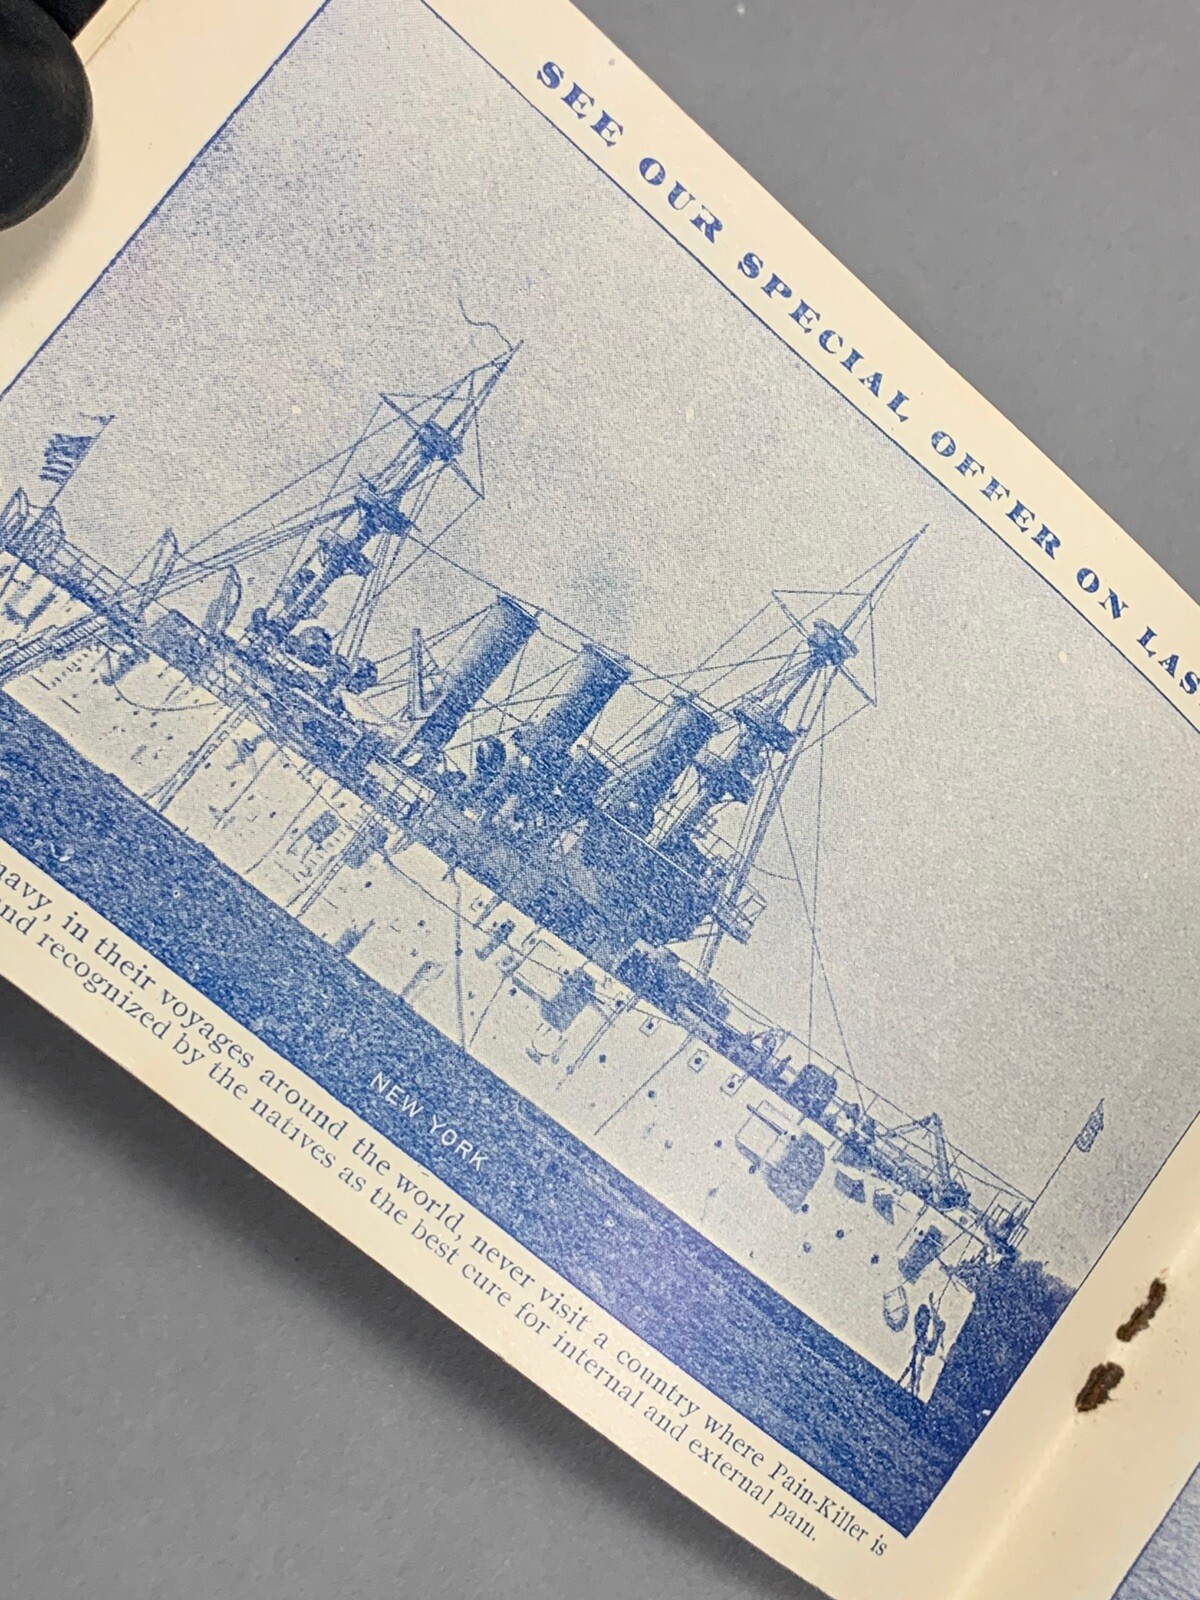 SEE OUR SPECIAL OFFER ON LAS
NEW YORK
navy, in their voyages around the world, never visit a country where Pain-Killer is
and recognized by the natives as the best cure for internal and external pain.